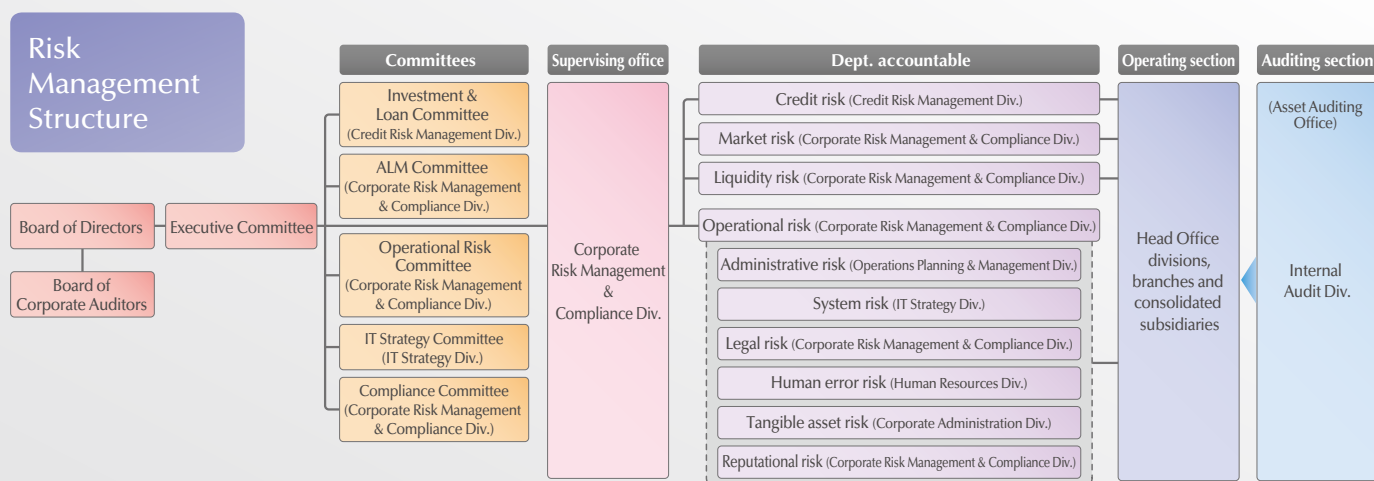 Risk
Management
Structure
Committees
Supervising office
Dept. accountable
Operating section
Auditing section
Board of Directors
Board of
Corporate Auditors
Executive Committee
Investment &
Loan Committee
(Credit Risk Management Div.)
ALM Committee
(Corporate Risk Management
& Compliance Div.)
Operational Risk
Committee
(Corporate Risk Management
& Compliance Div.)
IT Strategy Committee
(IT Strategy Div.)
Compliance Committee
(Corporate Risk Management
& Compliance Div.)
Corporate
Risk Management
&
Compliance Div.
Credit risk (Credit Risk Management Div.)
Market risk (Corporate Risk Management & Compliance Div.)
Liquidity risk (Corporate Risk Management & Compliance Div.)
Operational risk (Corporate Risk Management & Compliance Div.)
Administrative risk (Operations Planning & Management Div.)
System risk (IT Strategy Div.)
Legal risk (Corporate Risk Management & Compliance Div.)
Human error risk (Human Resources Div.)
Tangible asset risk (Corporate Administration Div.)
Reputational risk (Corporate Risk Management & Compliance Div.)
Head Office
divisions,
branches and
consolidated
subsidiaries
(Asset Auditing
Office)
Internal
Audit Div.